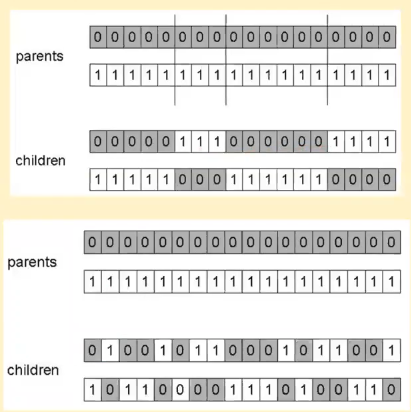 0 0 0 0 0 0 0 0 0 0 0 0 0 0 0 0 0 0
parents
1 1 1 1 1 1 1 1 1 1 1 1 1 1 1 1 1 1
0 0 0 0 0 1 1 1 0 0 0 0 0 0 1 1 1 1
children
1 1 1 1 1 0 0 0 1 1 1 1 1 1 0 0 0 0
0 0 0 0 0 0 0 0 0 0 0 0 0 0 0 0 0 0
parents
1 1 1 1 1 1 1 1 1 1 1 1 1 1 1 1 1 1
0 1 0 0 1 0 1 1 0 0 0 1 0 1 1 0 0 1
children
1 0 1 1 0 0 0 0 1 1 1 0 1 0 0 1 1 0